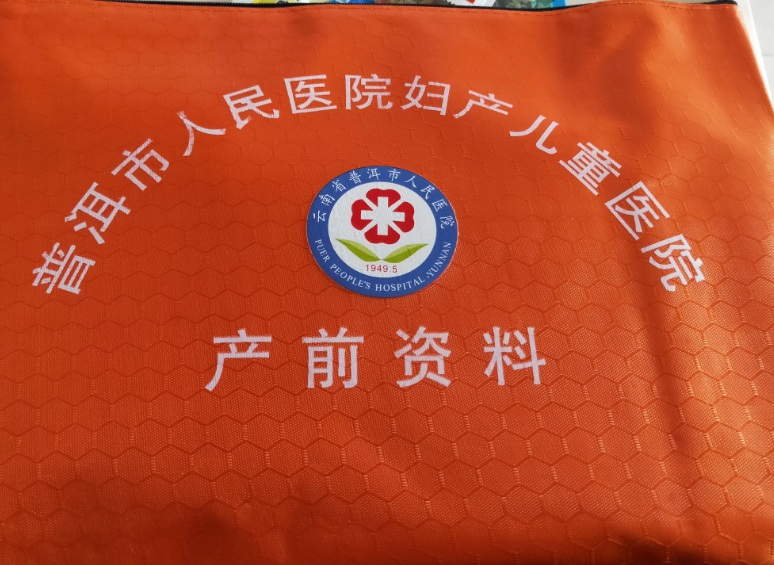 普洱市人民医院妇产儿童医院
云南省普洱市人民医院
1949.5
PUER PEOPLE'S HOSPITAL·YUNNAN
产前资料